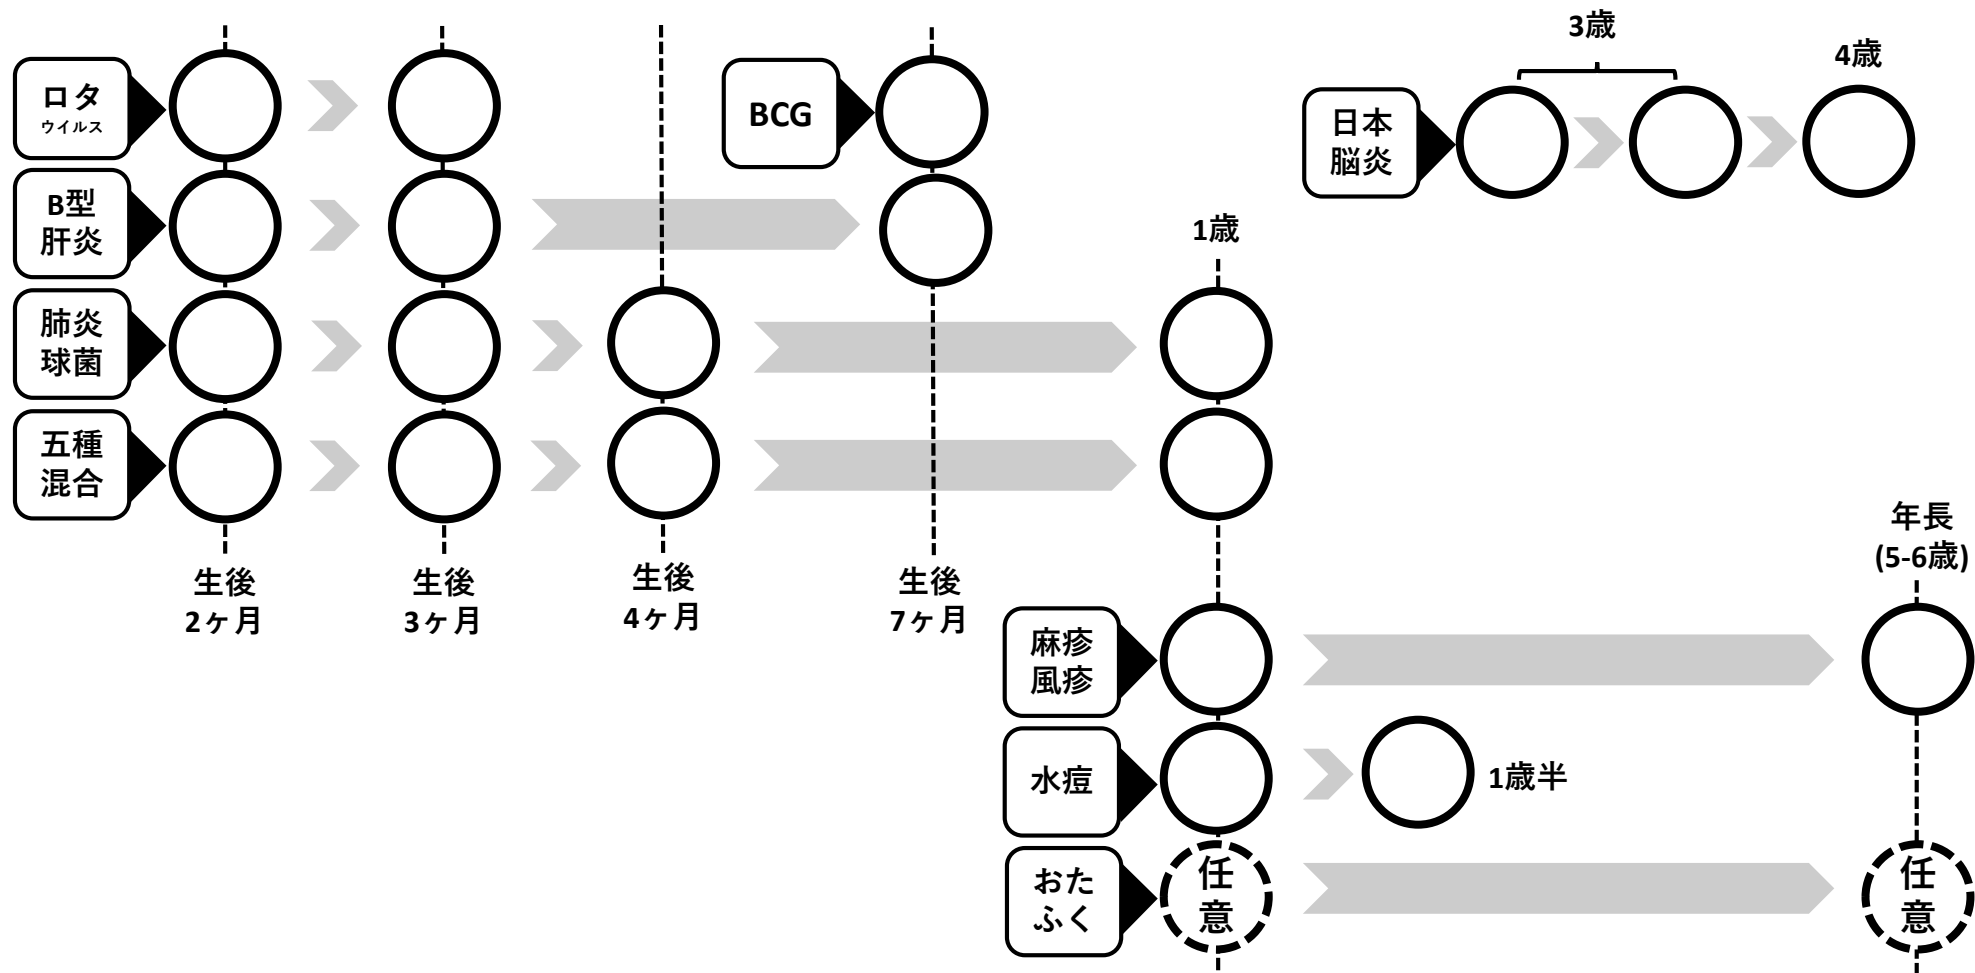 3歳
4歳
ロタ
ウイルス
BCG
日本
脳炎
B型
肝炎
1歳
肺炎
球菌
五種
混合
年長
(5-6歳)
生後
2ヶ月
生後
3ヶ月
生後
4ヶ月
生後
7ヶ月
麻疹
風疹
水痘
1歳半
おた
ふく
任
意
任
意